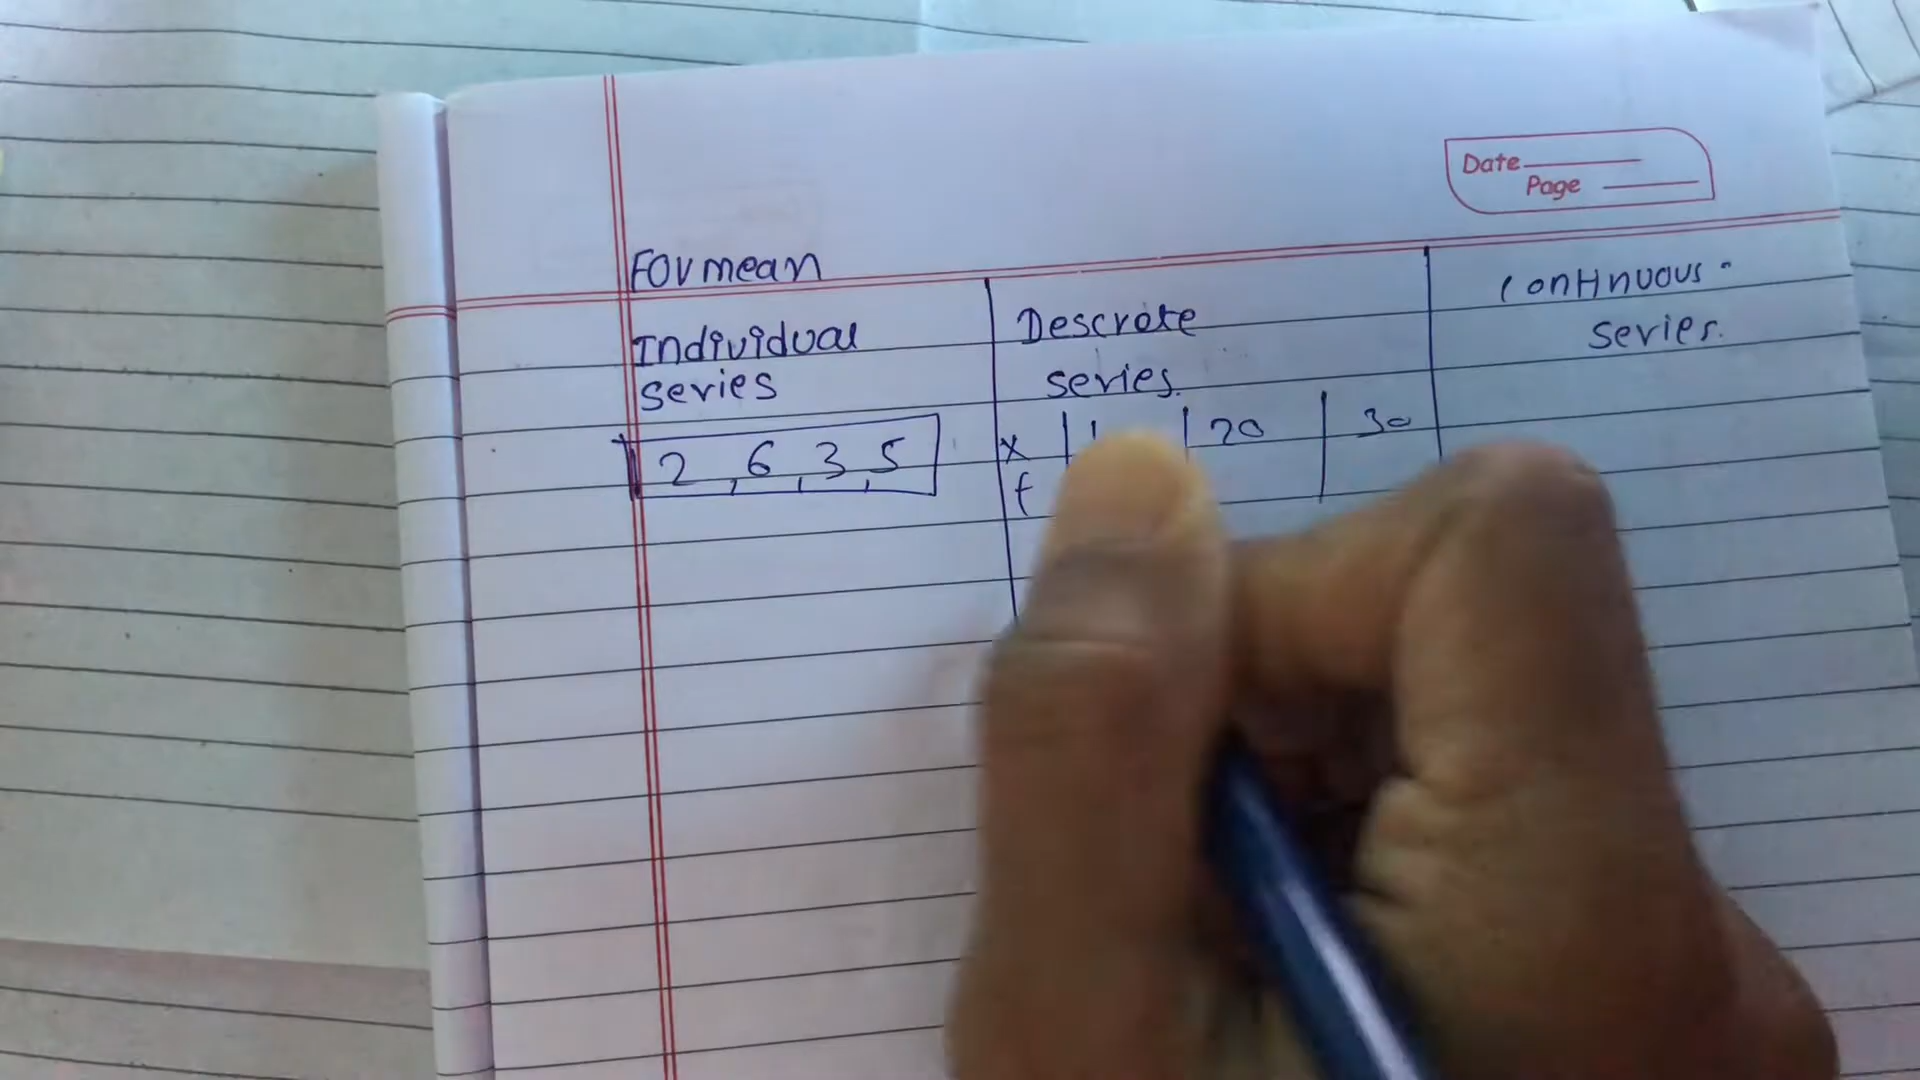 Date
Page
FOr mean
Individual
series
2, 6, 3, 5
Descrete
series.
x 20 30
f
continuous.
series.